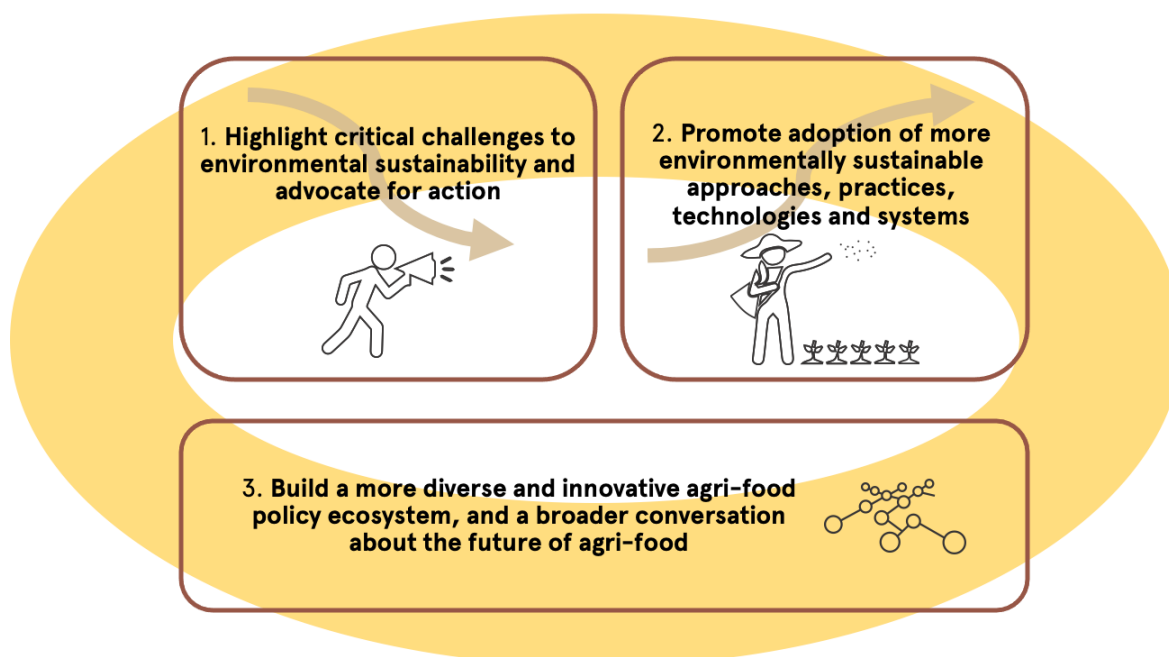 1. Highlight critical challenges to
environmental sustainability and
advocate for action
2. Promote adoption of more
environmentally sustainable
approaches, practices,
technologies and systems
3. Build a more diverse and innovative agri-food
policy ecosystem, and a broader conversation
about the future of agri-food